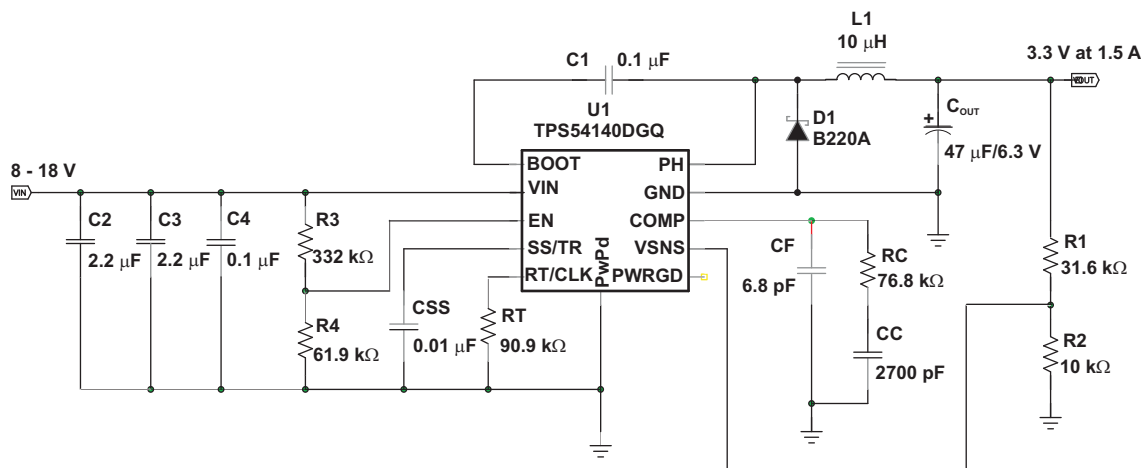 L1
10 μH
3.3 V at 1.5 A
C1
0.1 μF
U1
TPS54140DGQ
D1
B220A
C_OUT
+
47 μF/6.3 V
8 - 18 V
VIN
BOOT
VIN
EN
SS/TR
RT/CLK
PwPd
PH
GND
COMP
VSNS
PWRGD
C2
2.2 μF
C3
2.2 μF
C4
0.1 μF
R3
332 kΩ
R4
61.9 kΩ
CSS
0.01 μF
RT
90.9 kΩ
CF
6.8 pF
RC
76.8 kΩ
CC
2700 pF
R1
31.6 kΩ
R2
10 kΩ